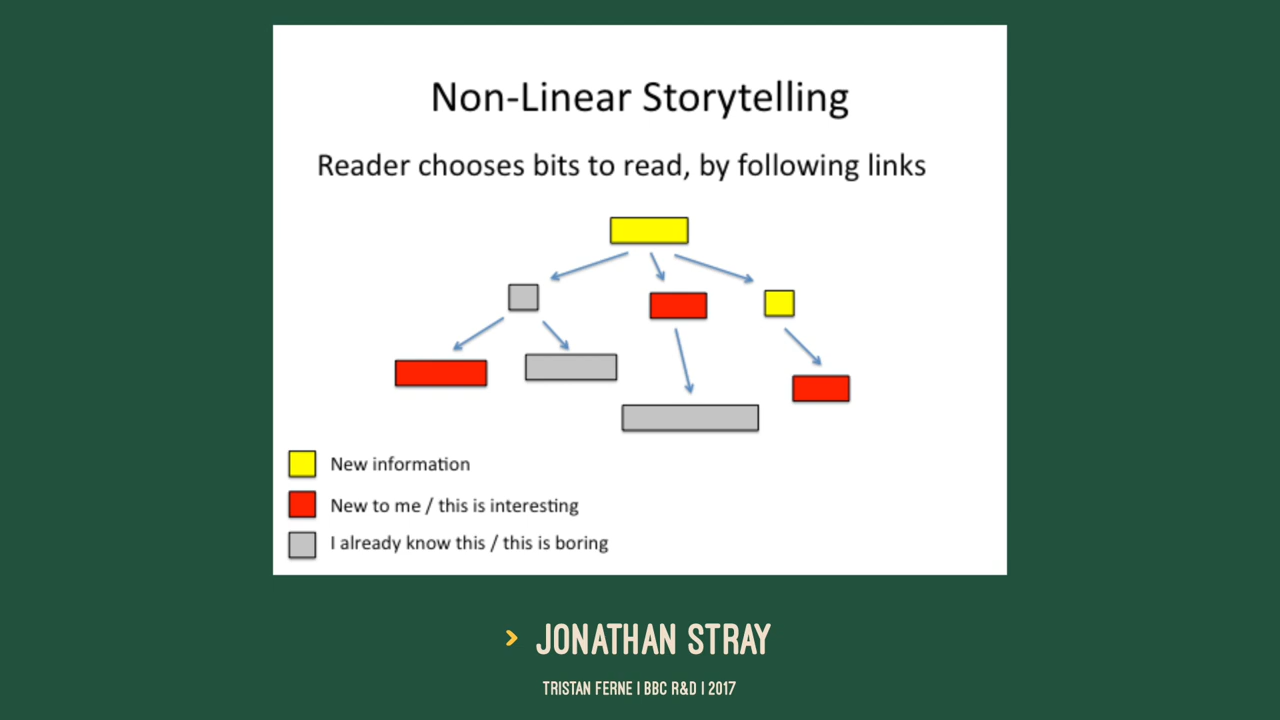 Non-Linear Storytelling
Reader chooses bits to read, by following links
New information
New to me / this is interesting
I already know this / this is boring
JONATHAN STRAY
TRISTAN FERNE | BBC R&D | 2017